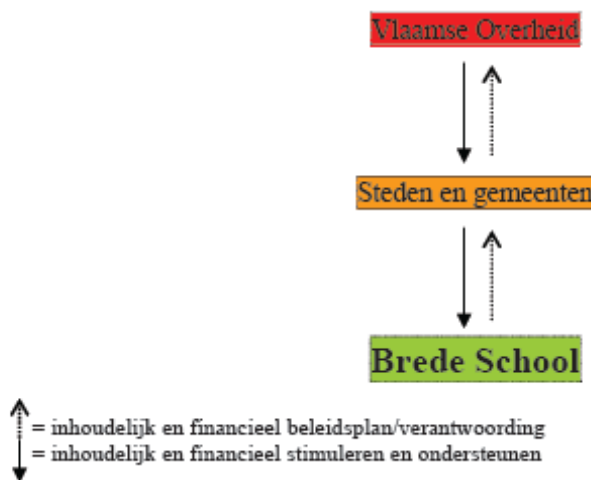 Vlaamse Overheid
Steden en gemeenten
Brede School
= inhoudelijk en financieel beleidsplan/verantwoording
= inhoudelijk en financieel stimuleren en ondersteunen